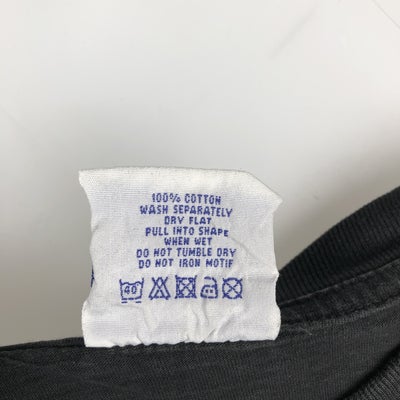 100% COTTON
WASH SEPARATELY
DRY FLAT
PULL INTO SHAPE
WHEN WET
DO NOT TUMBLE DRY
DO NOT IRON MOTIF
40